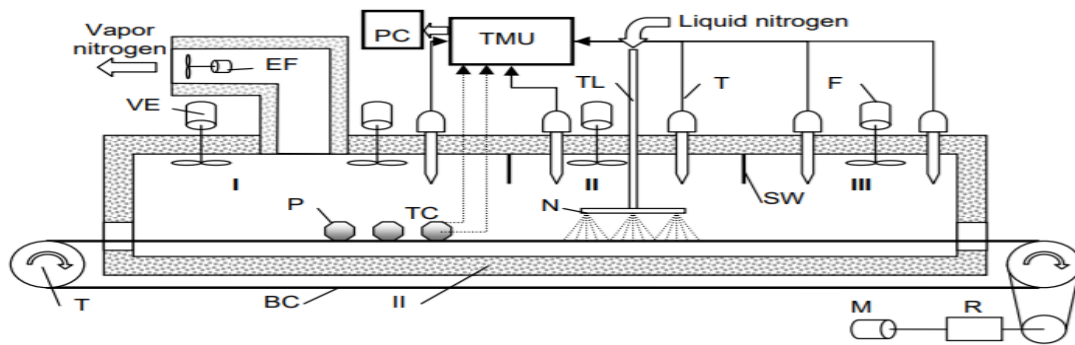 Vapor
nitrogen
PC
TMU
Liquid nitrogen
EF
VE
TL
T
F
I
II
III
P
TC
N
SW
T
BC
II
M
R